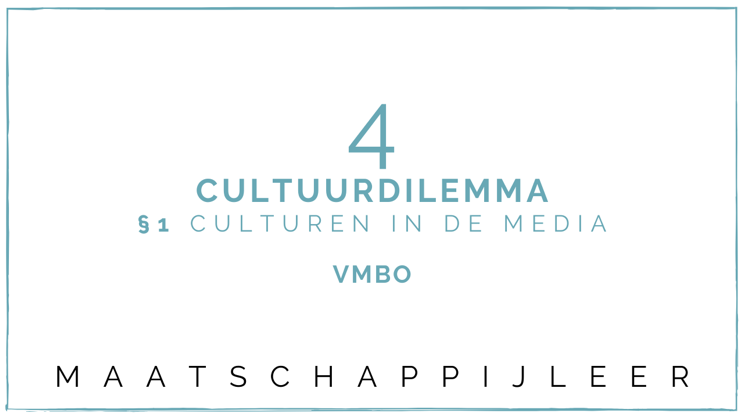 4
CULTUURDILEMMA
§1 CULTUREN IN DE MEDIA
VMBO
MAATSCHAPPIJLEER